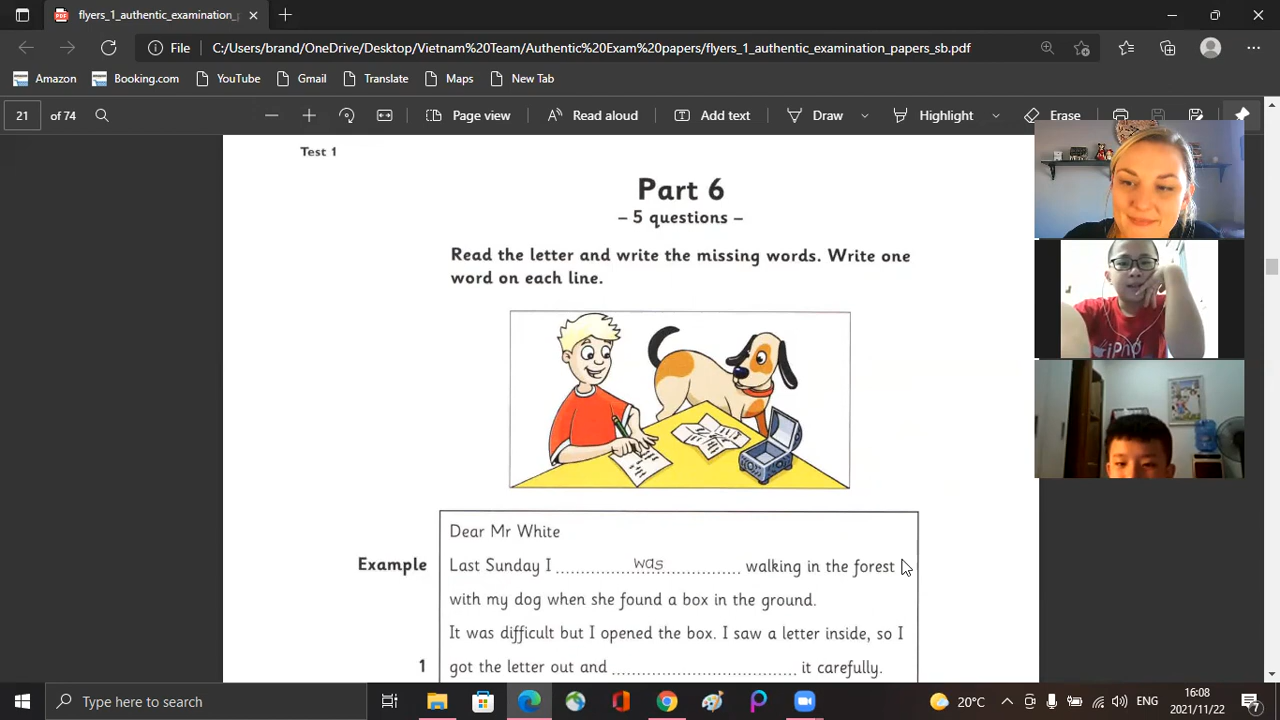 flyers_1_authentic_examination_
File C:/Users/brand/OneDrive/Desktop/Vietnam%20Team/Authentic%20Exam%20papers/flyers_1_authentic_examination_papers_sb.pdf
Amazon Booking.com YouTube Gmail Translate Maps New Tab
21 of 74 Page view Read aloud Add text Draw Highlight Erase
Test 1
Part 6
– 5 questions –
Read the letter and write the missing words. Write one
word on each line.
Dear Mr White
Example Last Sunday I was walking in the forest
with my dog when she found a box in the ground.
It was difficult but I opened the box. I saw a letter inside, so I
1 got the letter out and ........................................ it carefully.
Type here to search 20°C ENG 16:08
2021/11/22 7